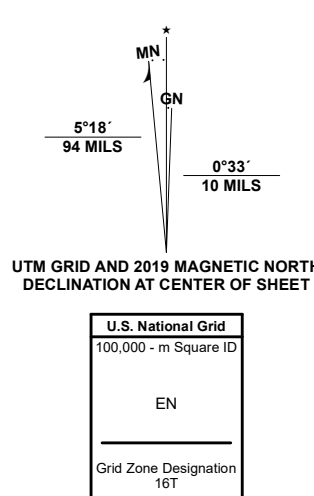 ★
MN
GN
5°18´
94 MILS
0°33´
10 MILS
UTM GRID AND 2019 MAGNETIC NORTH
DECLINATION AT CENTER OF SHEET
U.S. National Grid
100,000 - m Square ID
EN
Grid Zone Designation
16T